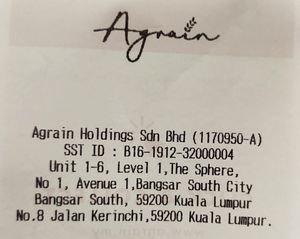 Agrain
Agrain Holdings Sdn Bhd (1170950-A)
SST ID : B16-1912-32000004
Unit 1-6, Level 1,The Sphere,
No 1, Avenue 1,Bangsar South City
Bangsar South, 59200 Kuala Lumpur
No.8 Jalan Kerinchi,59200 Kuala Lumpur.